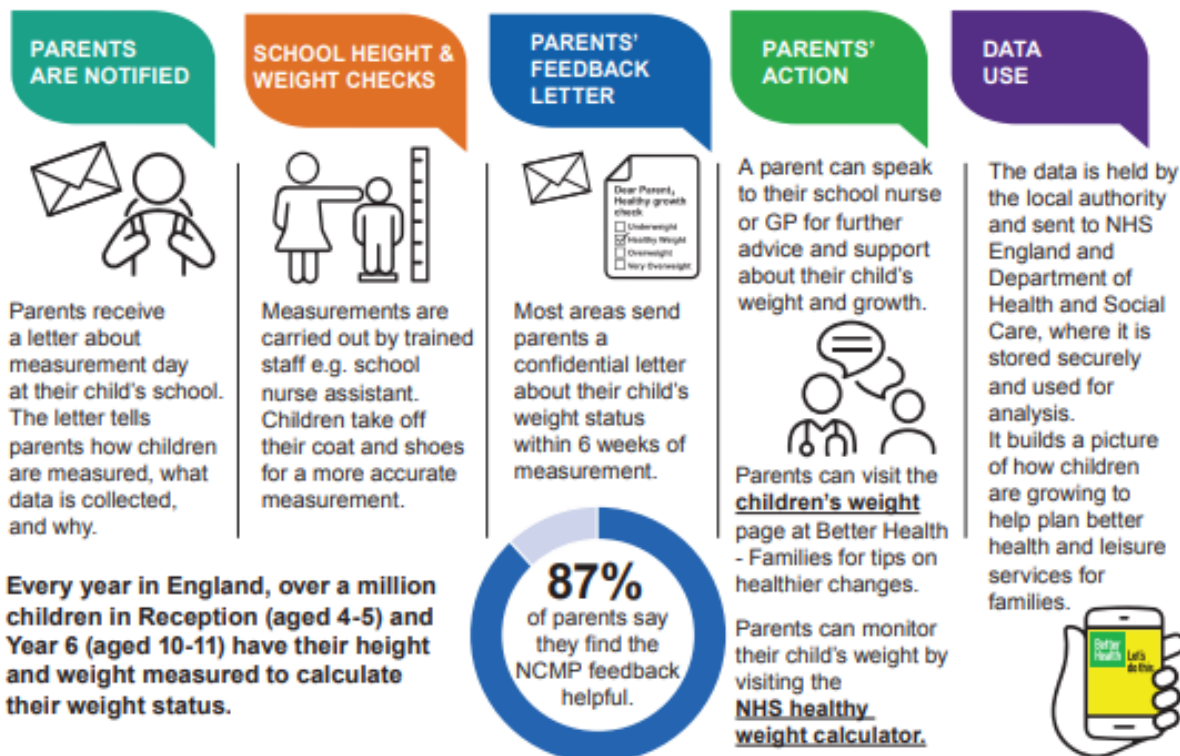 PARENTS
ARE NOTIFIED
Parents receive
a letter about
measurement day
at their child's school.
The letter tells
parents how children
are measured, what
data is collected,
and why.
SCHOOL HEIGHT &
WEIGHT CHECKS
Measurements are
carried out by trained
staff e.g. school
nurse assistant.
Children take off
their coat and shoes
for a more accurate
measurement.
PARENTS'
FEEDBACK
LETTER
Dear Parent,
Healthy growth
check
Underweight
Healthy Weight
Overweight
Very Overweight
Most areas send
parents a
confidential letter
about their child's
weight status
within 6 weeks of
measurement.
PARENTS'
ACTION
A parent can speak
to their school nurse
or GP for further
advice and support
about their child's
weight and growth.
Parents can visit the
children's weight
page at Better Health
- Families for tips on
healthier changes.
Parents can monitor
their child's weight by
visiting the
NHS healthy
weight calculator.
DATA
USE
The data is held by
the local authority
and sent to NHS
England and
Department of
Health and Social
Care, where it is
stored securely
and used for
analysis.
It builds a picture
of how children
are growing to
help plan better
health and leisure
services for
families.
Better
Health
Let's
do this
Every year in England, over a million
children in Reception (aged 4-5) and
Year 6 (aged 10-11) have their height
and weight measured to calculate
their weight status.
87%
of parents say
they find the
NCMP feedback
helpful.